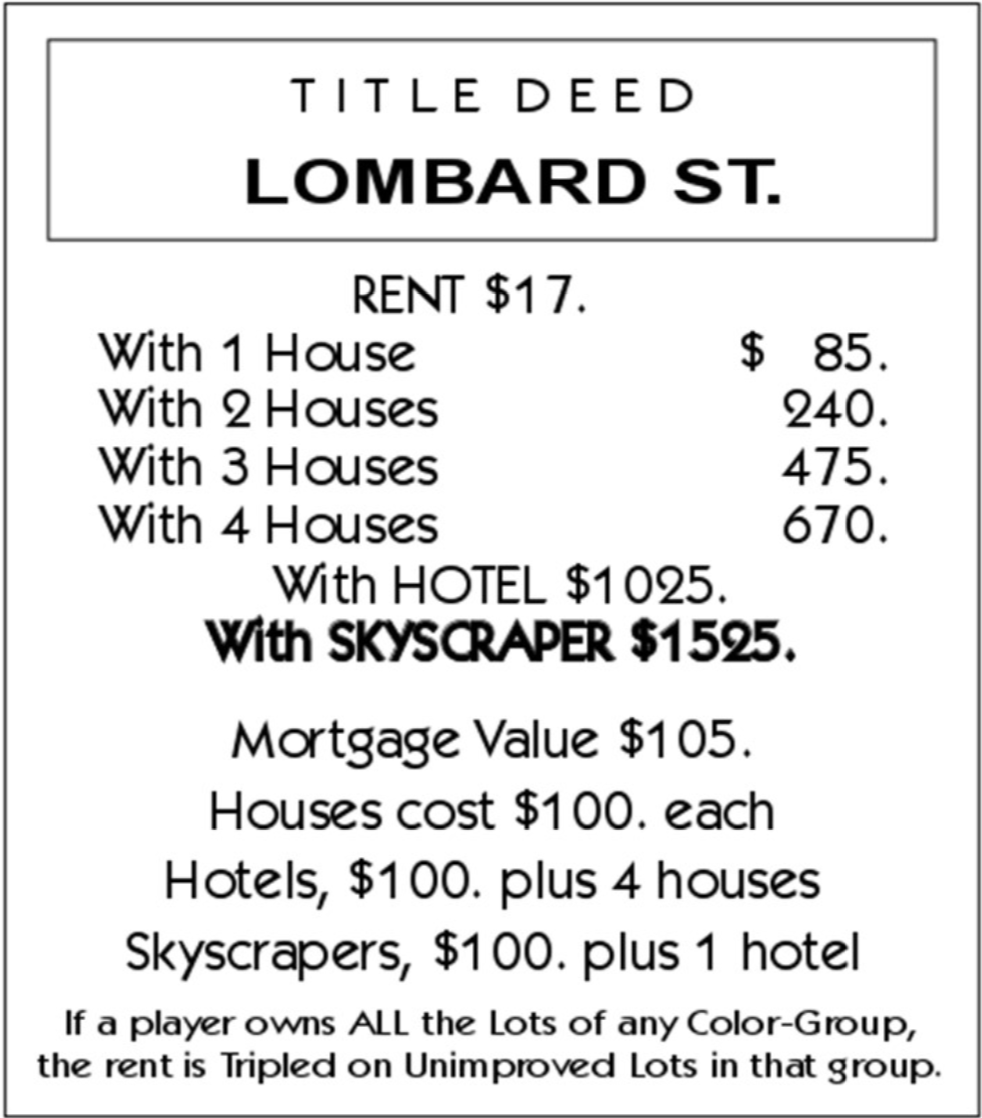 TITLE DEED
LOMBARD ST.
RENT $17.
With 1 House $ 85.
With 2 Houses 240.
With 3 Houses 475.
With 4 Houses 670.
With HOTEL $1025.
With SKYSCRAPER $1525.
Mortgage Value $105.
Houses cost $100. each
Hotels, $100. plus 4 houses
Skyscrapers, $100. plus 1 hotel
If a player owns ALL the Lots of any Color-Group,
the rent is Tripled on Unimproved Lots in that group.